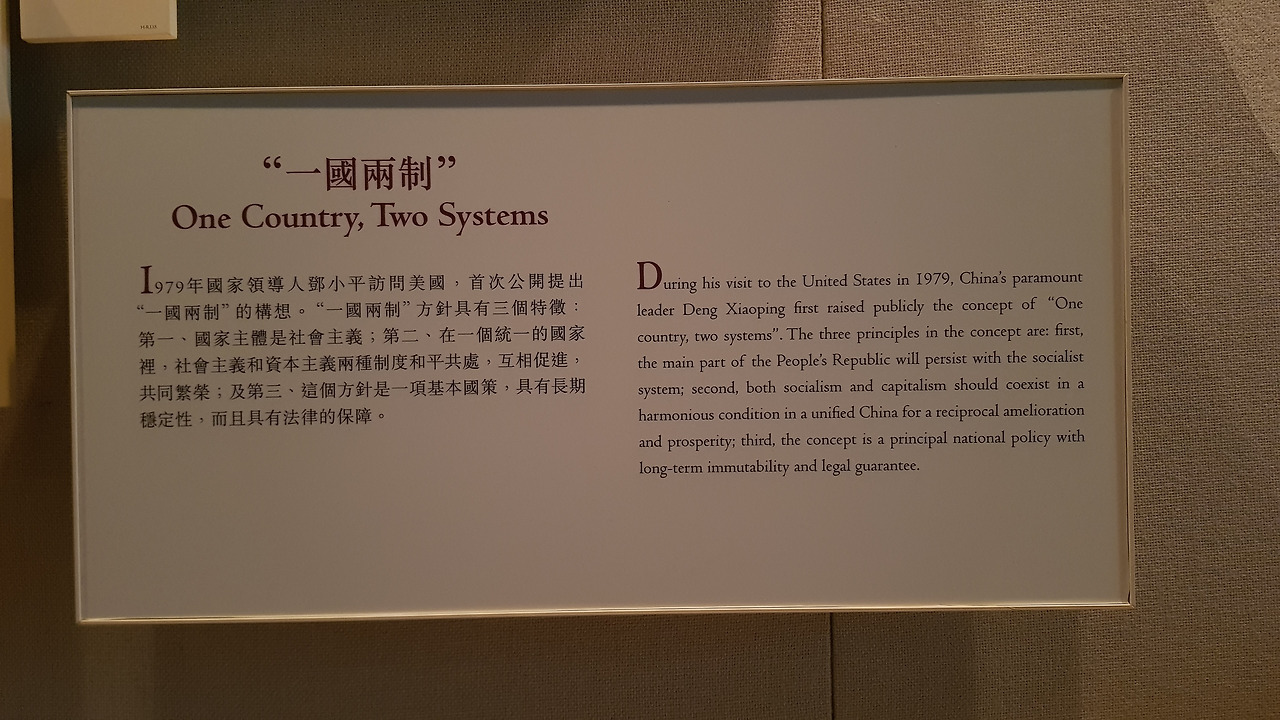 “一國兩制”
One Country, Two Systems
1979年國家領導人鄧小平訪問美國，首次公開提出
“一國兩制”的構想。“一國兩制”方針具有三個特徵：
第一、國家主體是社會主義；第二、在一個統一的國家
裡，社會主義和資本主義兩種制度和平共處，互相促進，
共同繁榮；及第三、這個方針是一項基本國策，具有長期
穩定性，而且具有法律的保障。
During his visit to the United States in 1979, China’s paramount
leader Deng Xiaoping first raised publicly the concept of “One
country, two systems”. The three principles in the concept are: first,
the main part of the People’s Republic will persist with the socialist
system; second, both socialism and capitalism should coexist in a
harmonious condition in a unified China for a reciprocal amelioration
and prosperity; third, the concept is a principal national policy with
long-term immutability and legal guarantee.